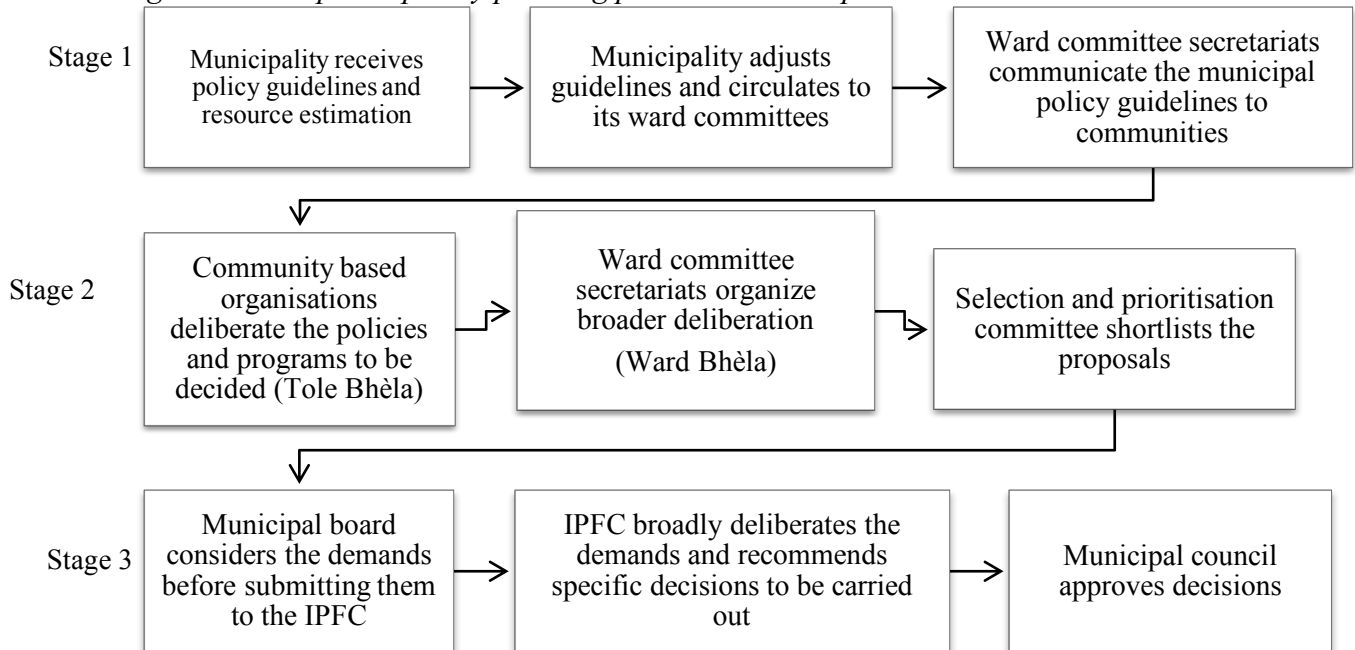 Stage 1
Municipality receives
policy guidelines and
resource estimation
Municipality adjusts
guidelines and circulates to
its ward committees
Ward committee secretariats
communicate the municipal
policy guidelines to
communities
Stage 2
Community based
organisations
deliberate the policies
and programs to be
decided (Tole Bhèla)
Ward committee
secretariats organize
broader deliberation
(Ward Bhèla)
Selection and prioritisation
committee shortlists the
proposals
Stage 3
Municipal board
considers the demands
before submitting them
to the IPFC
IPFC broadly deliberates the
demands and recommends
specific decisions to be carried
out
Municipal council
approves decisions